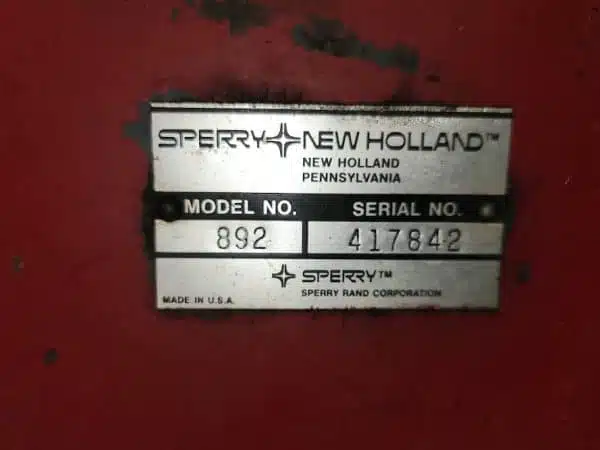 SPERRY NEW HOLLAND™
NEW HOLLAND
PENNSYLVANIA
MODEL NO. SERIAL NO.
892 417842
SPERRY™
SPERRY RAND CORPORATION
MADE IN U.S.A.